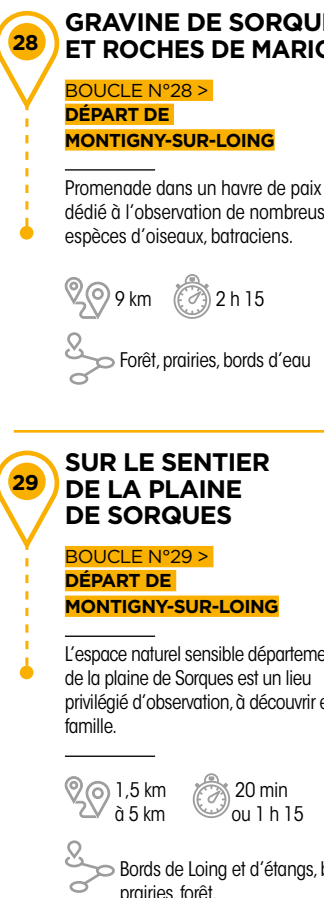 28
GRAVINE DE
ET ROCHES DE
BOUCLE N°28 >
DÉPART DE
MONTIGNY-SUR-LOING
Promenade dans un havre de paix
dédié à l'observation de
espèces d'oiseaux, batraciens.
9 km
2 h 15
Forêt, prairies, bords d'eau
29
SUR LE SENTIER
DE LA PLAINE
DE SORQUES
BOUCLE N°29 >
DÉPART DE
MONTIGNY-SUR-LOING
L'espace naturel sensible
de la plaine de Sorques est un lieu
privilégié d'observation, à découvrir
famille.
1,5 km
à 5 km
20 min
ou 1 h 15
Bords de Loing et d'étangs,
prairies, forêt